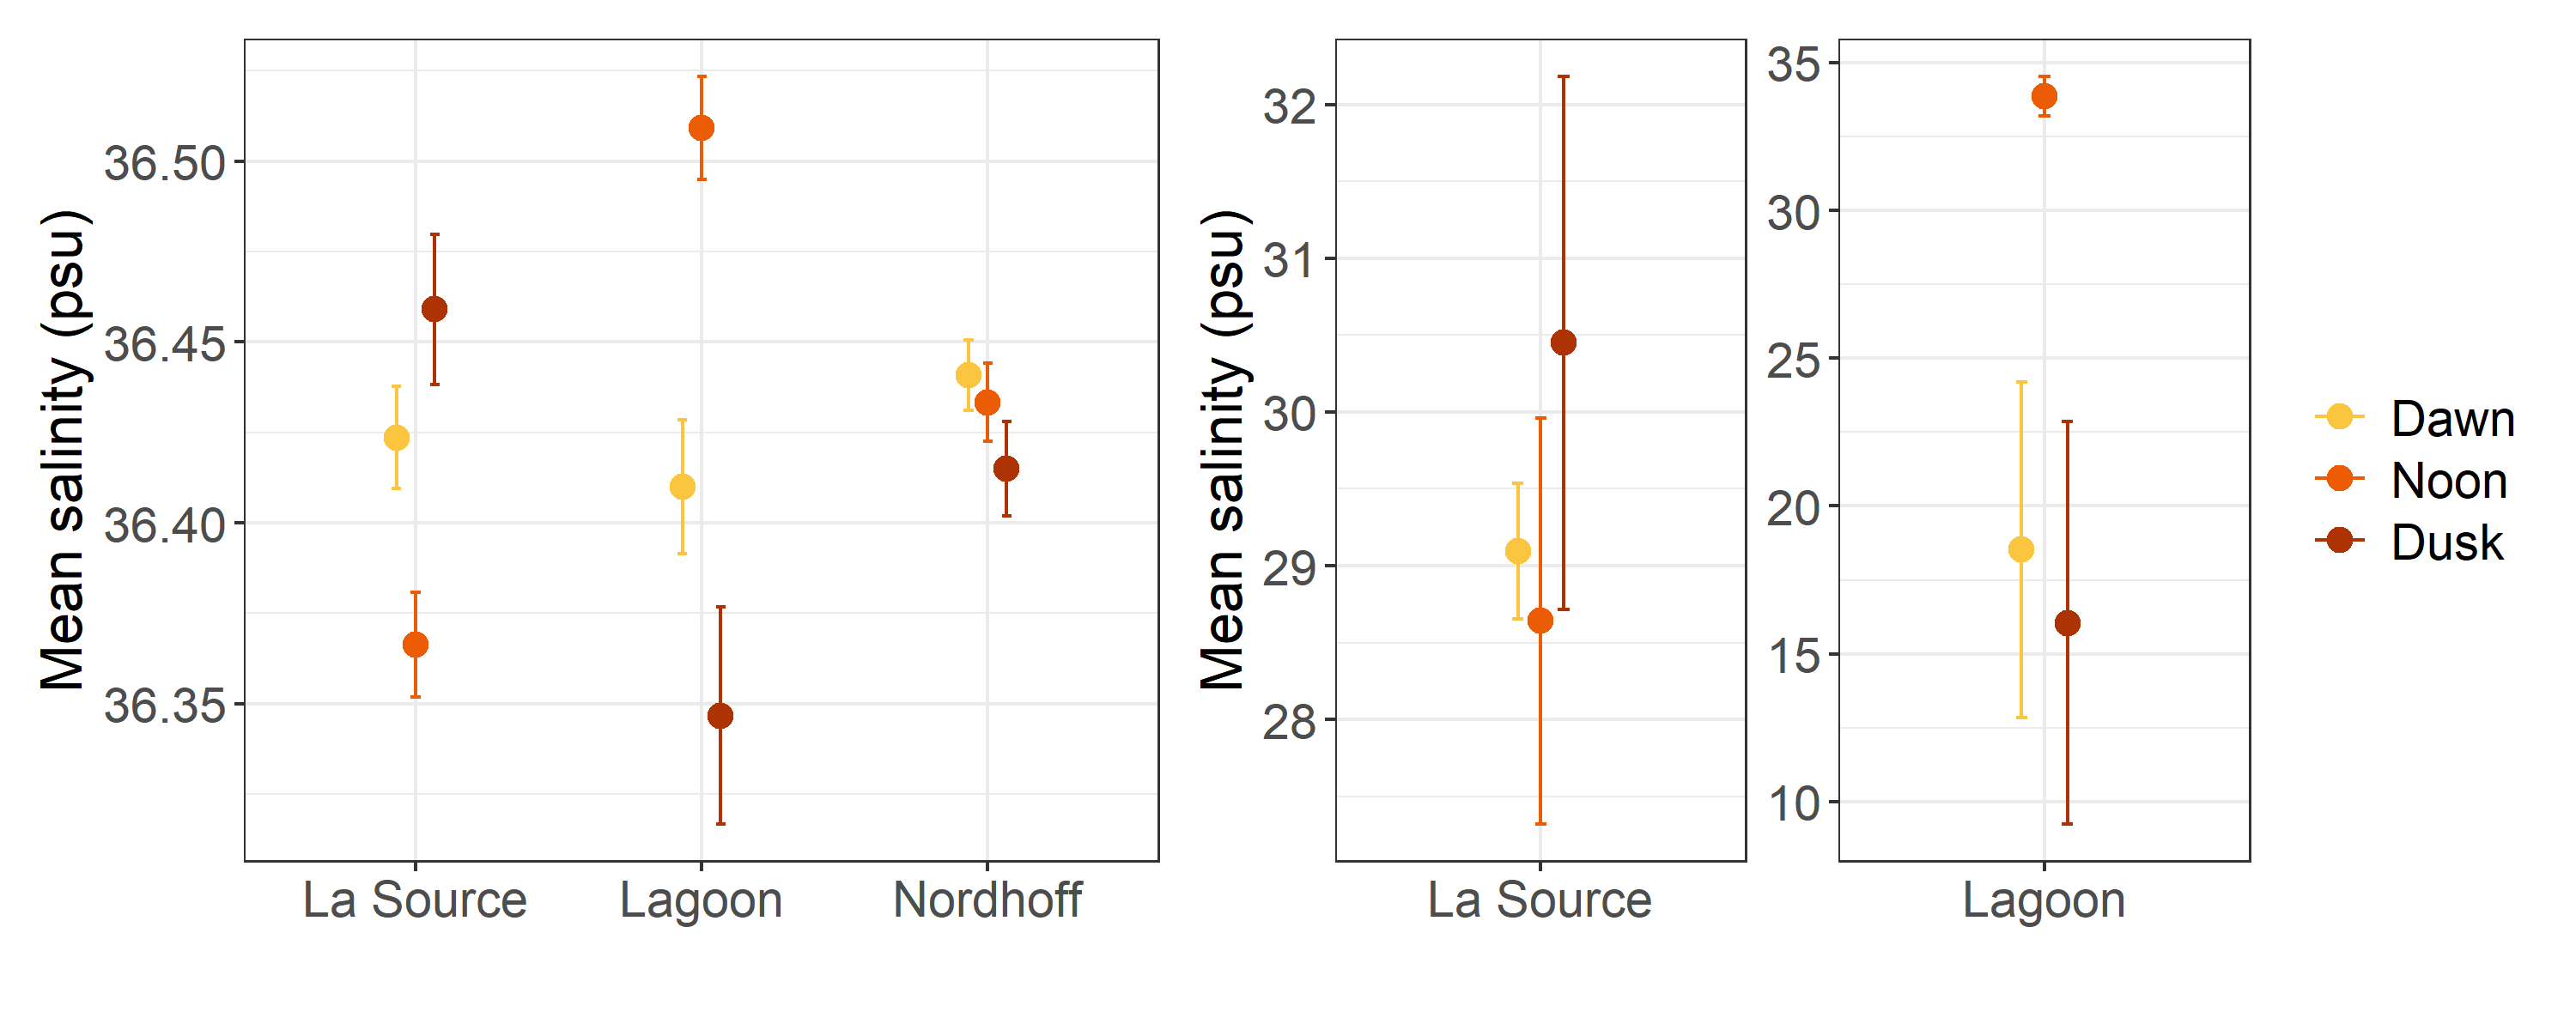 Mean salinity (psu)
36.50
36.45
36.40
36.35
La Source Lagoon Nordhoff
Mean salinity (psu)
32
31
30
29
28
La Source
35
30
25
20
15
10
Lagoon
Dawn
Noon
Dusk